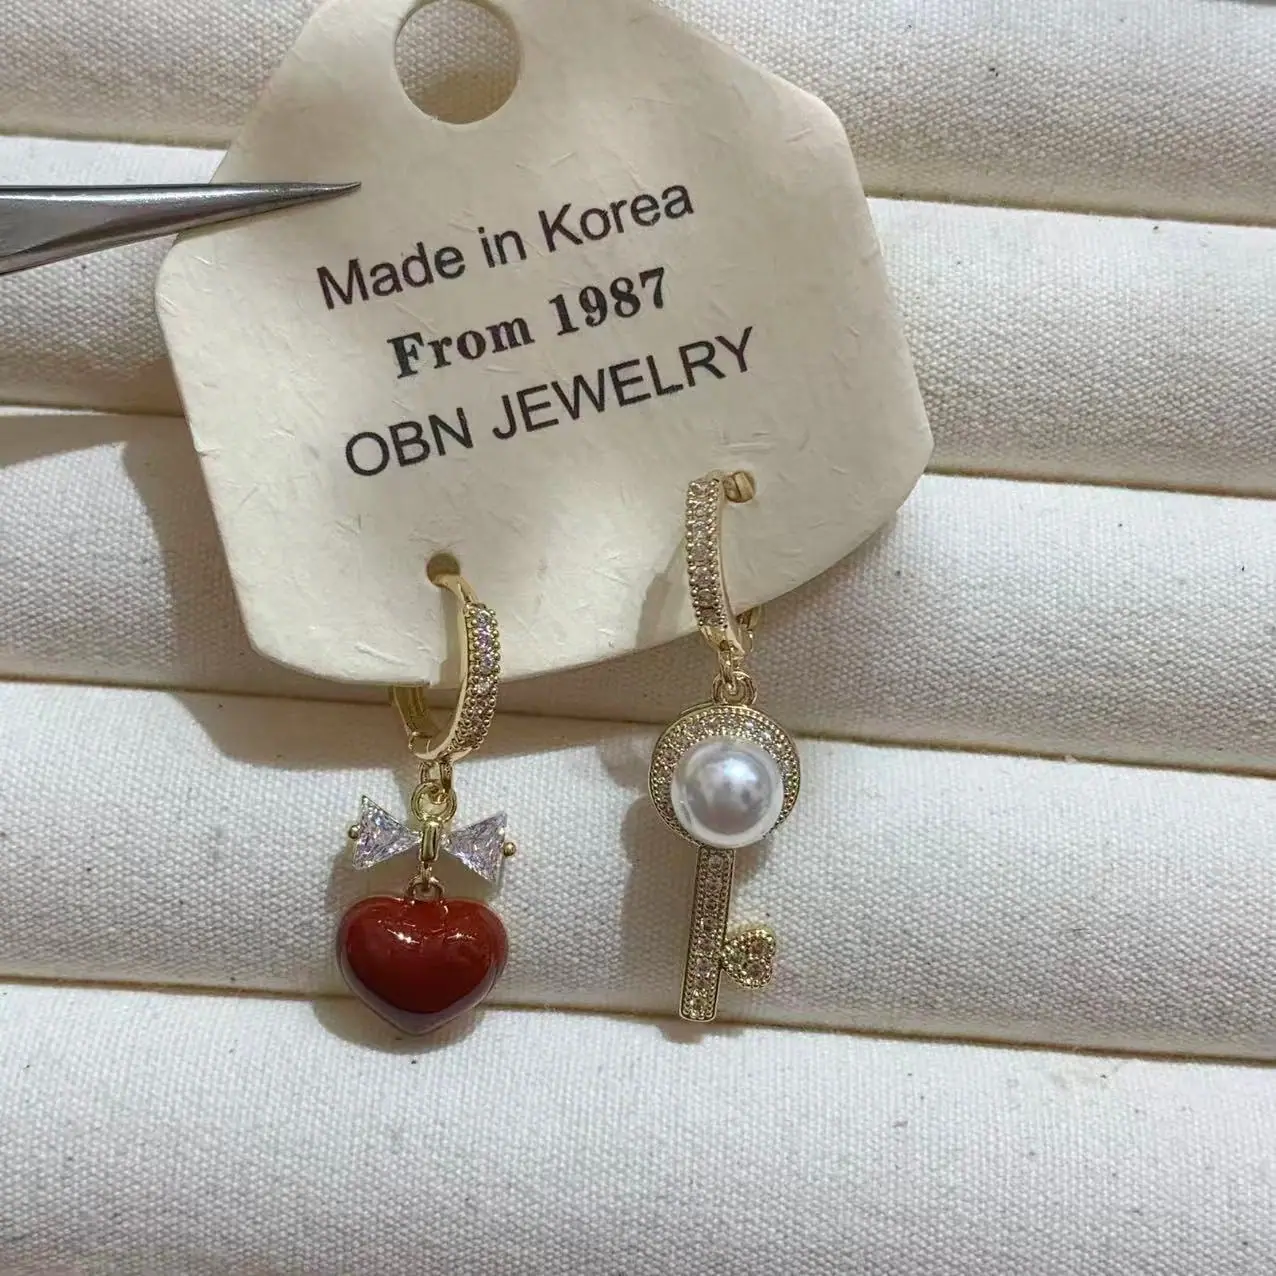 Made in Korea
From 1987
OBN JEWELRY